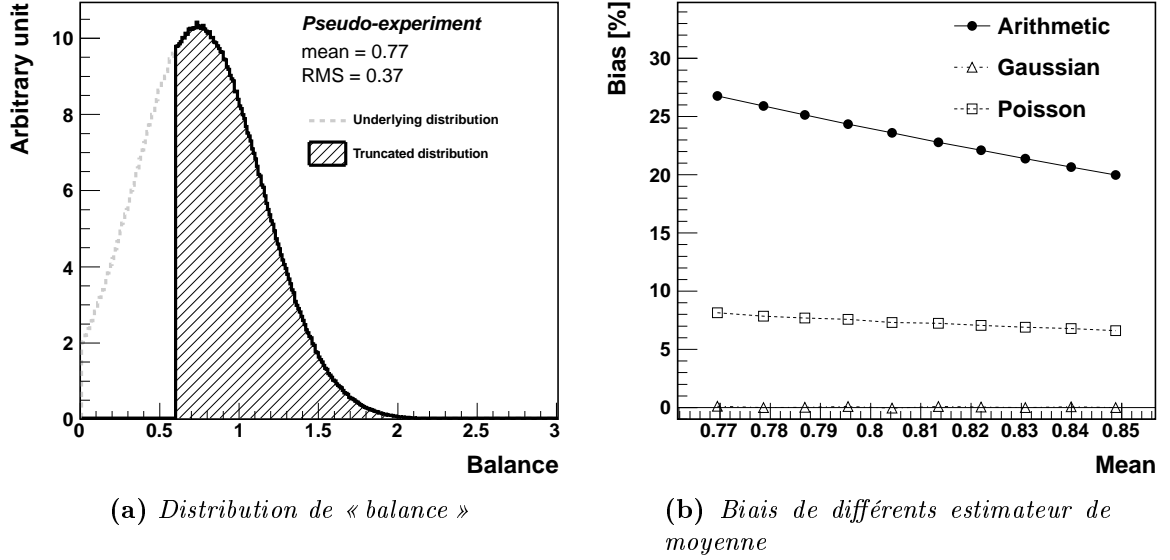 Arbitrary unit
10
8
6
4
2
0
0
0.5
1
1.5
2
2.5
3
Balance
Pseudo-experiment
mean = 0.77
RMS = 0.37
Underlying distribution
Truncated distribution
(a) Distribution de « balance »
Bias [%]
30
25
20
15
10
5
0
0.77
0.78
0.79
0.8
0.81
0.82
0.83
0.84
0.85
Mean
Arithmetic
Gaussian
Poisson
(b) Biais de différents estimateur de
moyenne